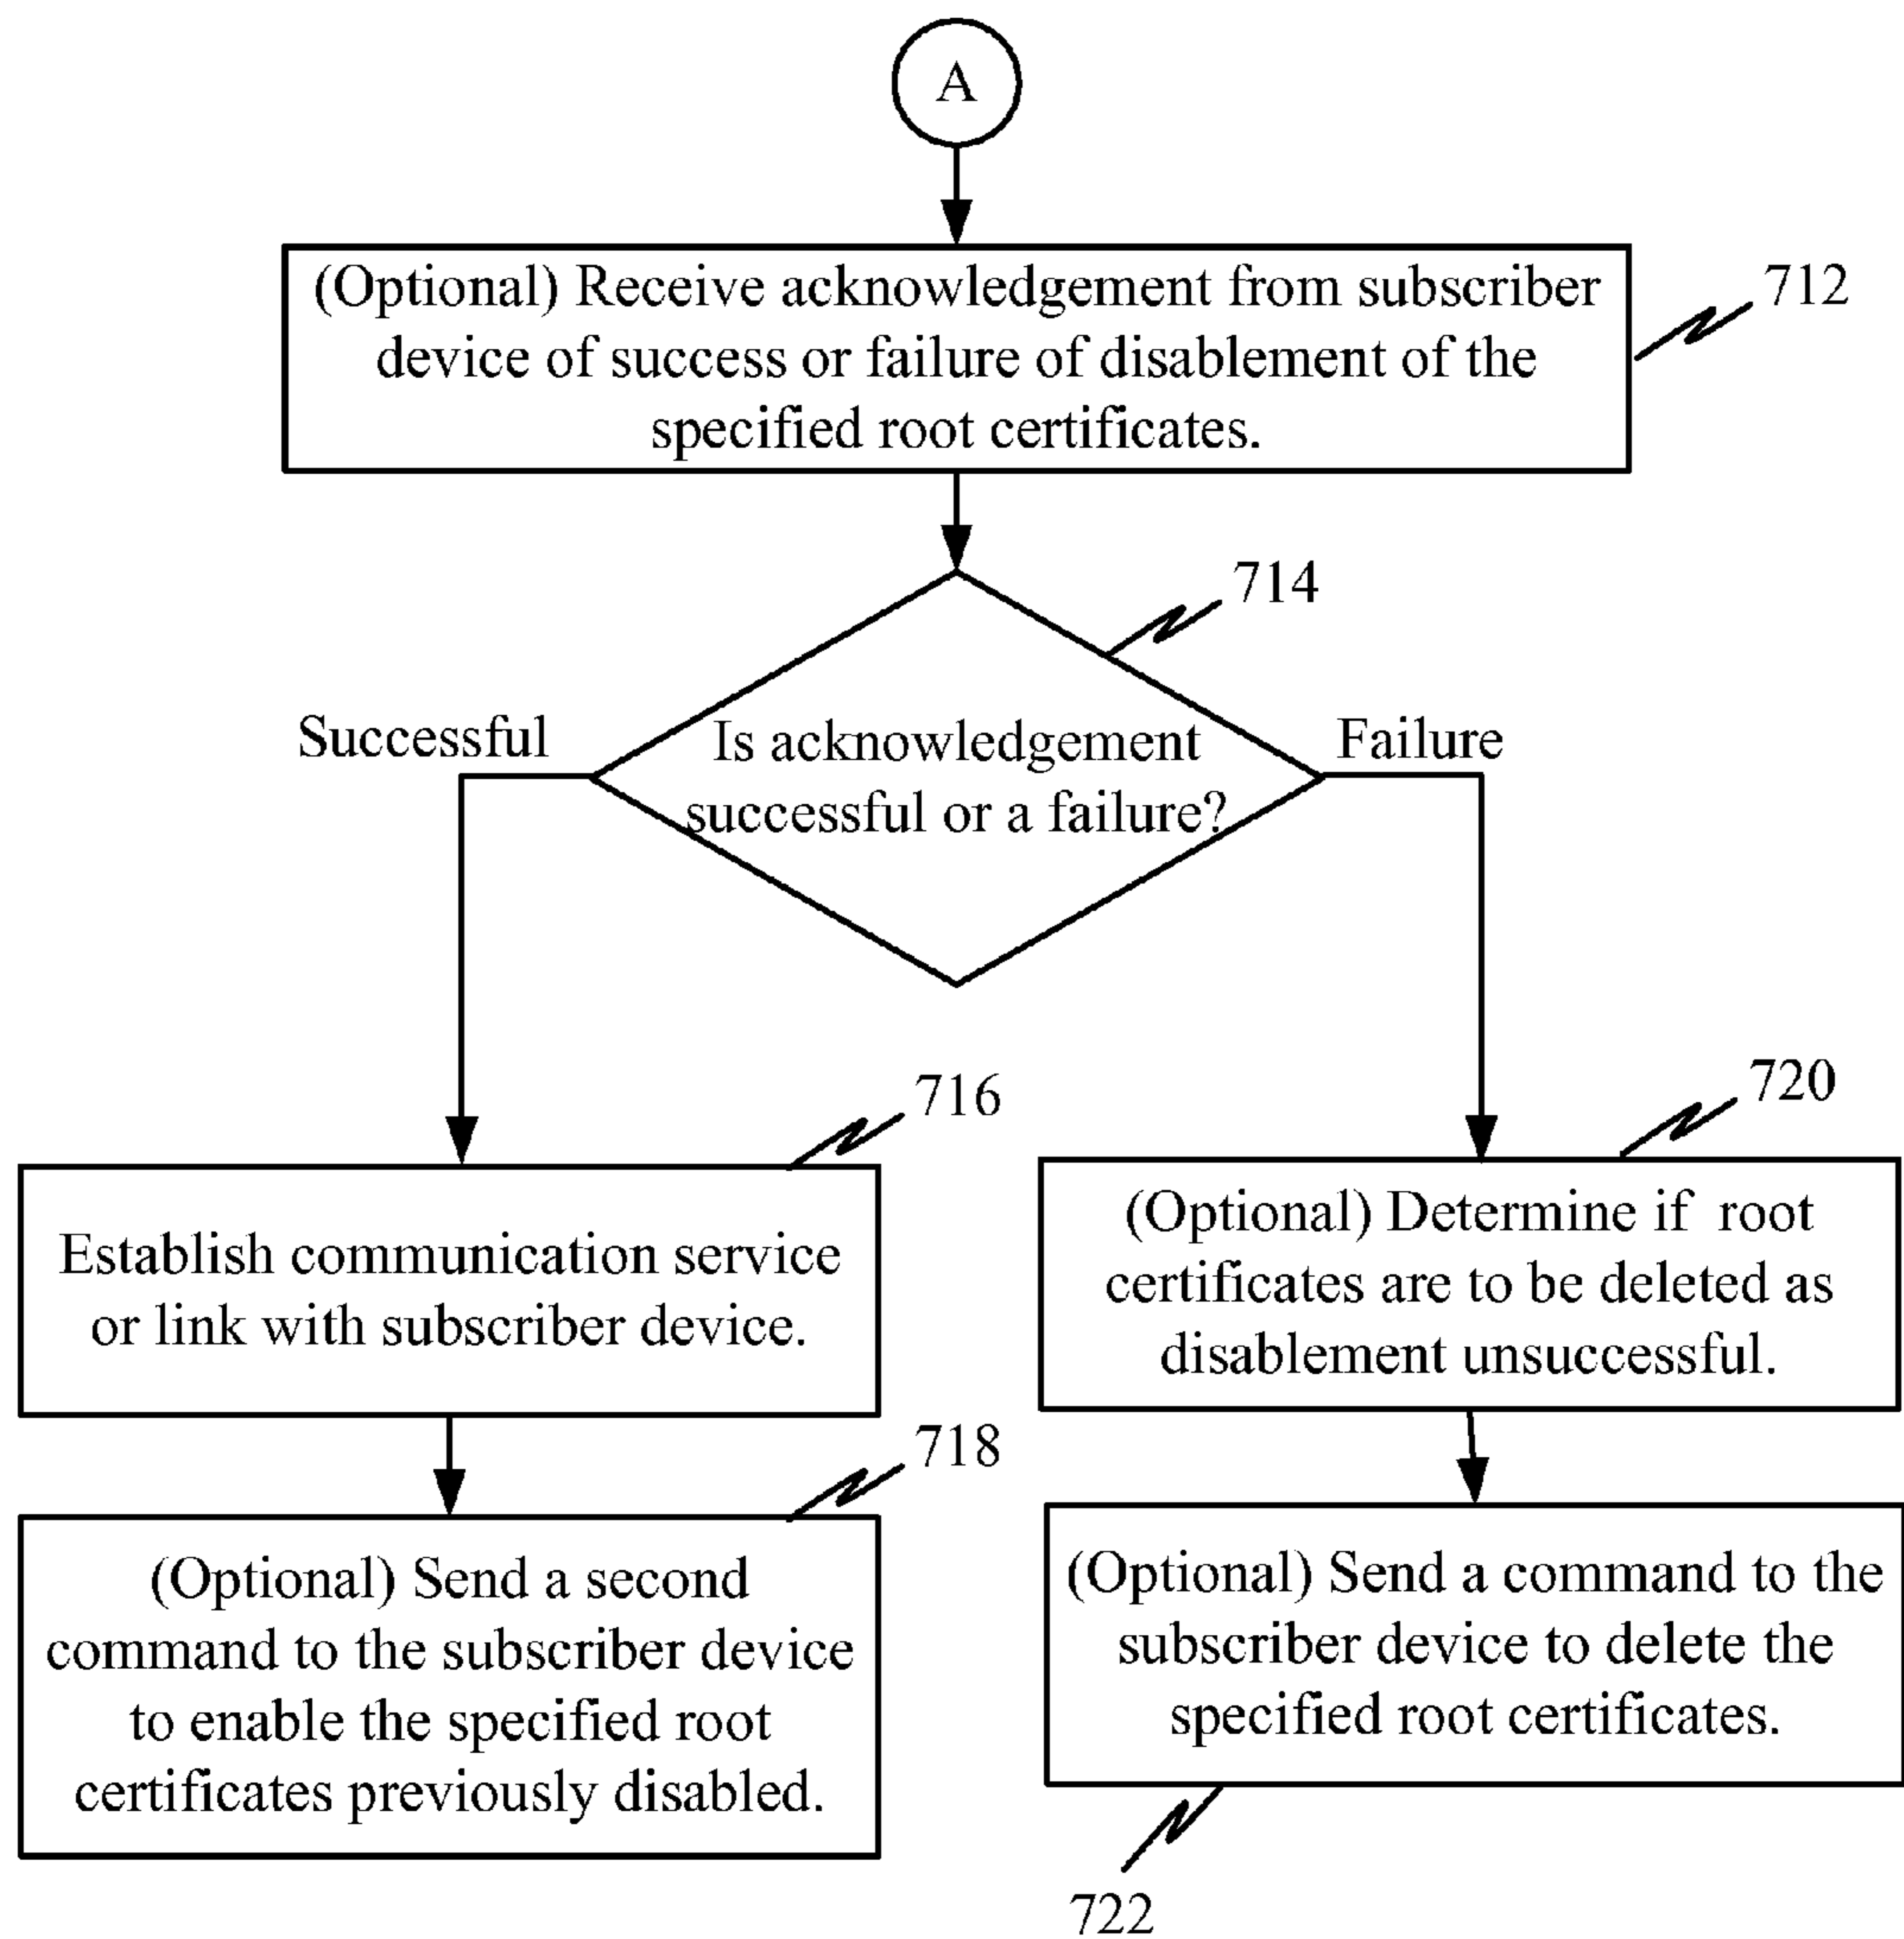 A
(Optional) Receive acknowledgement from subscriber
device of success or failure of disablement of the
specified root certificates.
712
714
Successful
Is acknowledgement
successful or a failure?
Failure
716
Establish communication service
or link with subscriber device.
720
(Optional) Determine if root
certificates are to be deleted as
disablement unsuccessful.
718
(Optional) Send a second
command to the subscriber device
to enable the specified root
certificates previously disabled.
(Optional) Send a command to the
subscriber device to delete the
specified root certificates.
722